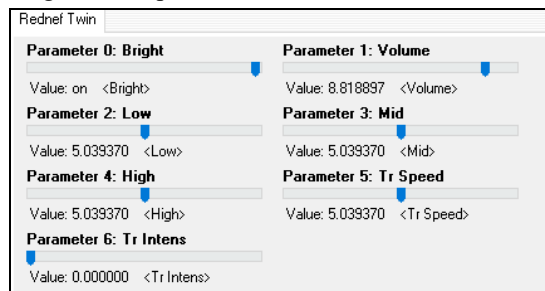 Rednef Twin
Parameter 0: Bright
Value: on <Bright>
Parameter 1: Volume
Value: 8.818897 <Volume>
Parameter 2: Low
Value: 5.039370 <Low>
Parameter 3: Mid
Value: 5.039370 <Mid>
Parameter 4: High
Value: 5.039370 <High>
Parameter 5: Tr Speed
Value: 5.039370 <Tr Speed>
Parameter 6: Tr Intens
Value: 0.000000 <Tr Intens>